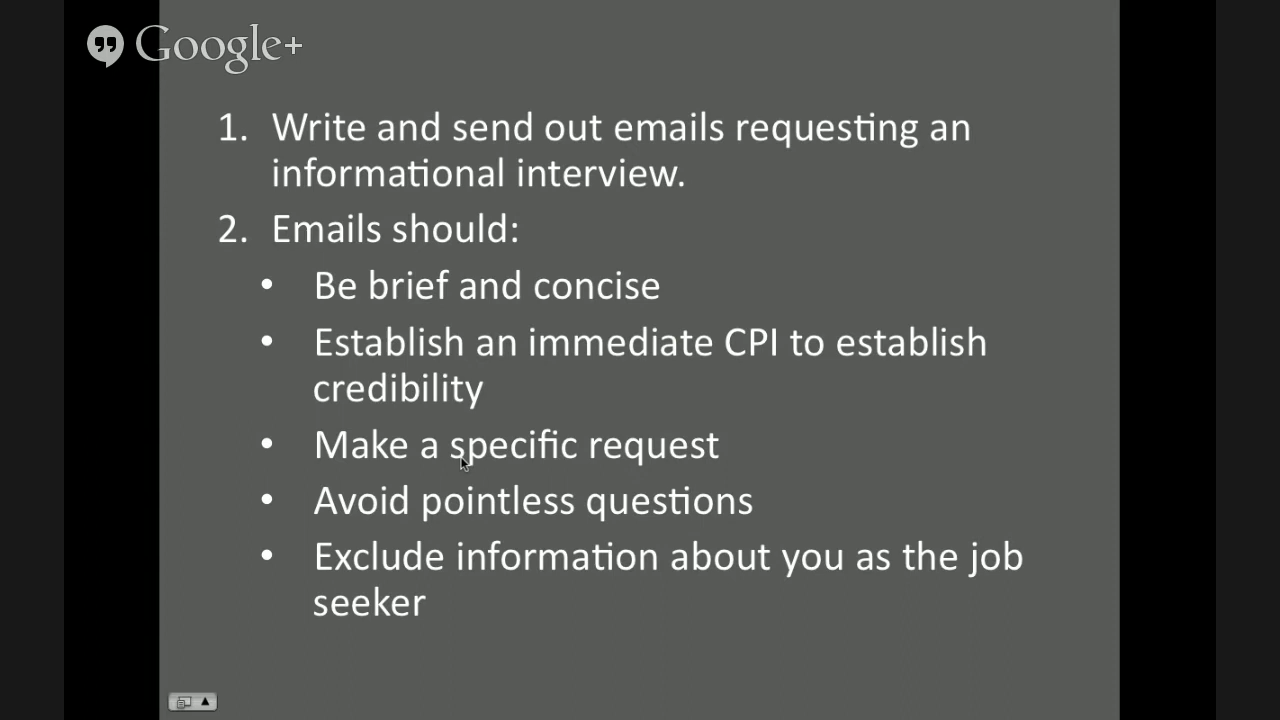 Google+
1. Write and send out emails requesting an
informational interview.
2. Emails should:
• Be brief and concise
• Establish an immediate CPI to establish
credibility
• Make a specific request
• Avoid pointless questions
• Exclude information about you as the job
seeker